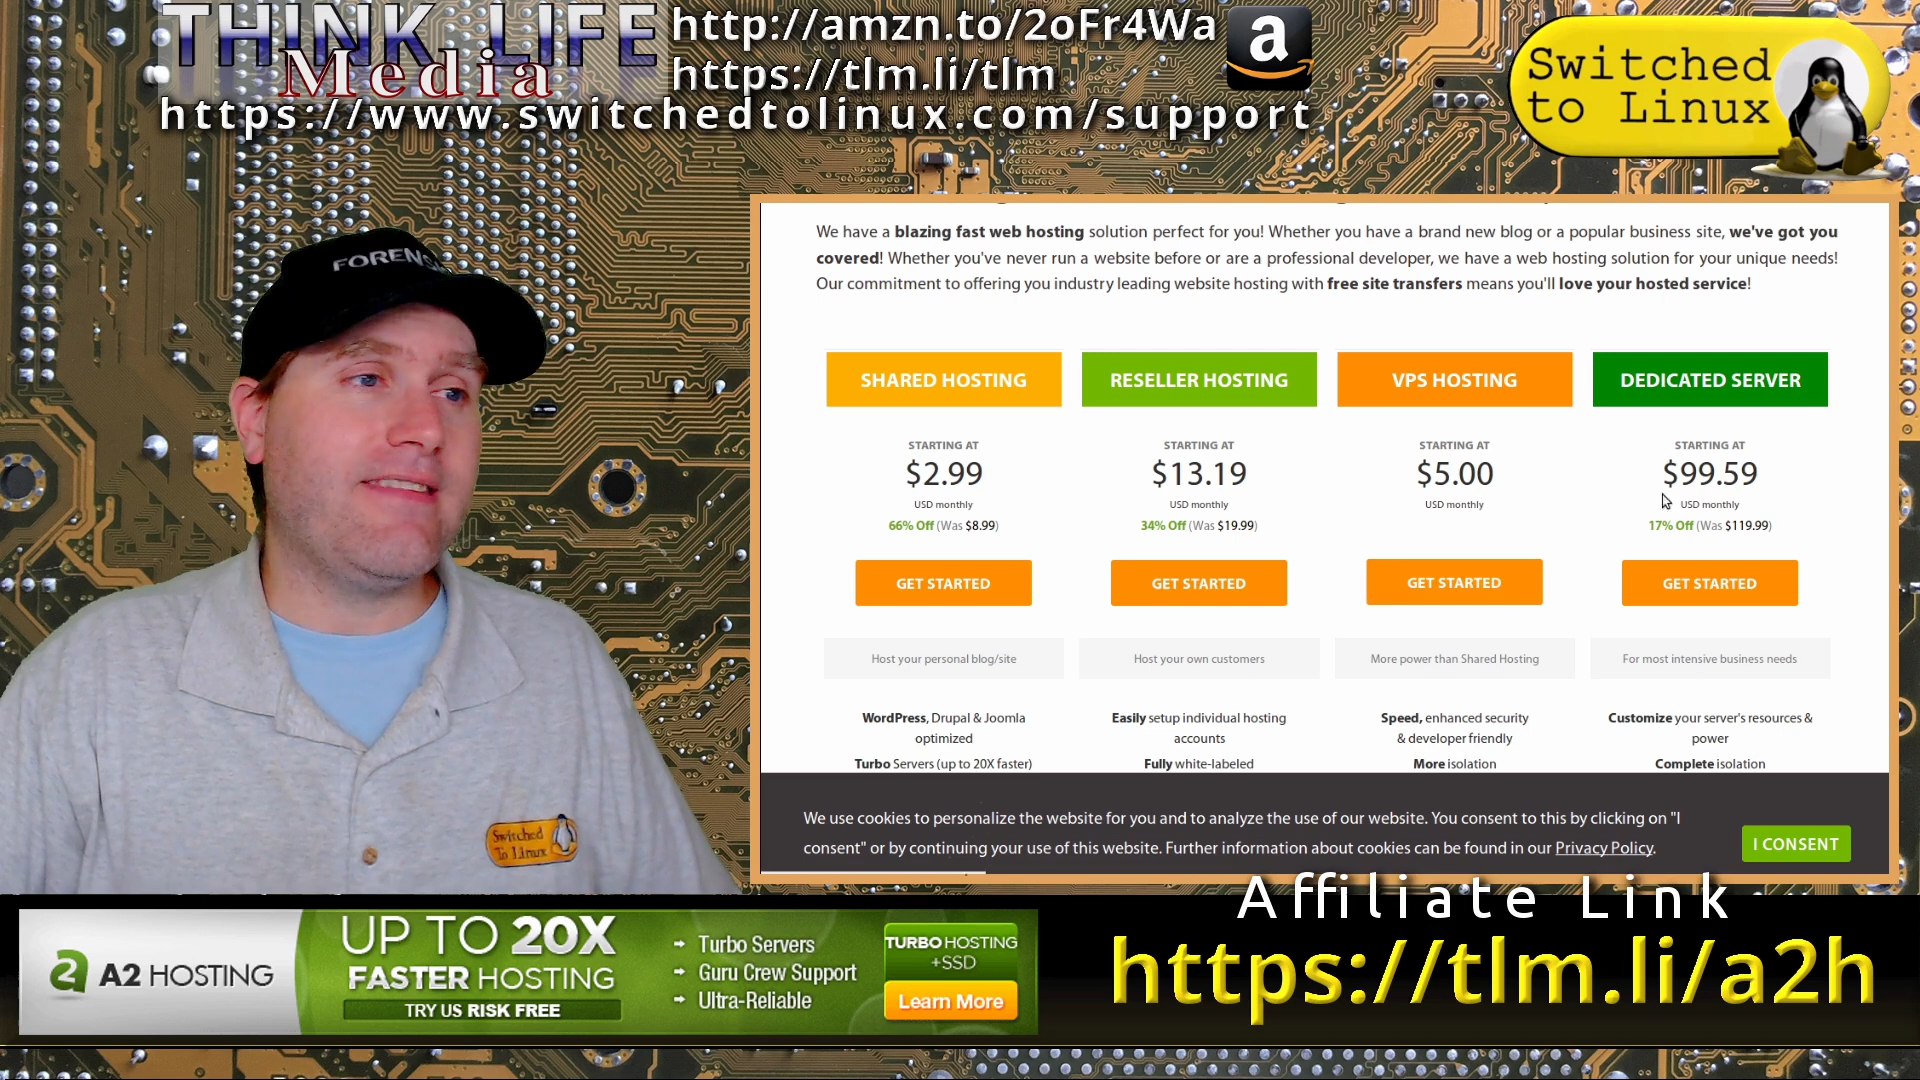 THINK LIFE
Media
http://amzn.to/2oFr4Wa
a
https://tlm.li/tlm
https://www.switchedtolinux.com/support
Switched
to Linux
FORENS
We have a blazing fast web hosting solution perfect for you! Whether you have a brand new blog or a popular business site, we've got you
covered! Whether you've never run a website before or are a professional developer, we have a web hosting solution for your unique needs!
Our commitment to offering you industry leading website hosting with free site transfers means you'll love your hosted service!
SHARED HOSTING
RESELLER HOSTING
VPS HOSTING
DEDICATED SERVER
STARTING AT
STARTING AT
STARTING AT
STARTING AT
$2.99
$13.19
$5.00
$99.59
USD monthly
USD monthly
USD monthly
USD monthly
66% Off (Was $8.99)
34% Off (Was $19.99)
17% Off (Was $119.99)
GET STARTED
GET STARTED
GET STARTED
GET STARTED
Host your personal blog/site
Host your own customers
More power than Shared Hosting
For most intensive business needs
WordPress, Drupal & Joomla
optimized
Easily setup individual hosting
accounts
Speed, enhanced security
& developer friendly
Customize your server's resources &
power
Turbo Servers (up to 20X faster)
Fully white-labeled
More isolation
Complete isolation
We use cookies to personalize the website for you and to analyze the use of our website. You consent to this by clicking on "I
consent" or by continuing your use of this website. Further information about cookies can be found in our Privacy Policy.
I CONSENT
Switched
To Linux
A2 HOSTING
UP TO 20X
FASTER HOSTING
TRY US RISK FREE
Turbo Servers
Guru Crew Support
Ultra-Reliable
TURBO HOSTING
+SSD
Learn More
Affiliate Link
https://tlm.li/a2h